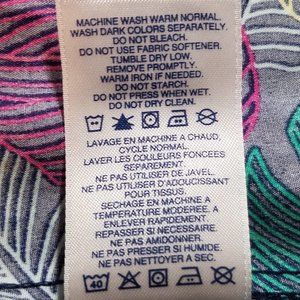 MACHINE WASH WARM NORMAL.
WASH DARK COLORS SEPARATELY.
DO NOT BLEACH.
DO NOT USE FABRIC SOFTENER.
TUMBLE DRY LOW.
REMOVE PROMPTLY.
WARM IRON IF NEEDED.
DO NOT STARCH.
DO NOT PRESS WHEN WET.
DO NOT DRY CLEAN.
LAVAGE EN MACHINE A CHAUD,
CYCLE NORMAL.
LAVER LES COULEURS FONCEES
SEPAREMENT.
NE PAS UTILISER DE JAVEL.
NE PAS UTILISER D'ADOUCISSANT
POUR TISSUS.
SECHAGE EN MACHINE A
TEMPERATURE MODEREE, A
ENLEVER RAPIDEMENT.
REPASSER SI NECESSAIRE.
NE PAS AMIDONNER.
NE PAS PRESSER SI HUMIDE.
NE PAS NETTOYER A SEC.
40